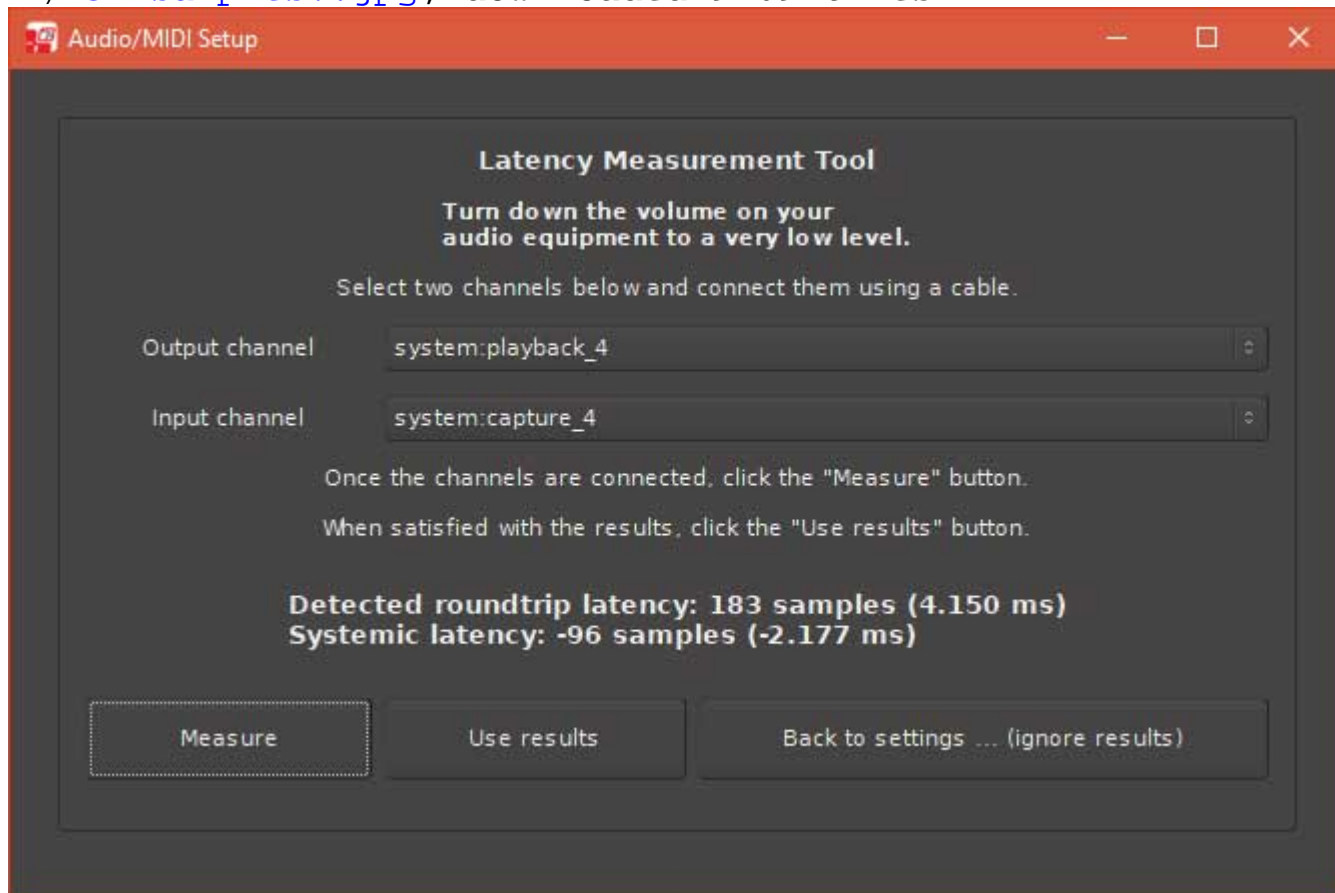 Audio/MIDI Setup
Latency Measurement Tool
Turn down the volume on your
audio equipment to a very low level.
Select two channels below and connect them using a cable.
Output channel system:playback_4
Input channel system:capture_4
Once the channels are connected, click the "Measure" button.
When satisfied with the results, click the "Use results" button.
Detected roundtrip latency: 183 samples (4.150 ms)
Systemic latency: -96 samples (-2.177 ms)
Measure Use results Back to settings ... (ignore results)